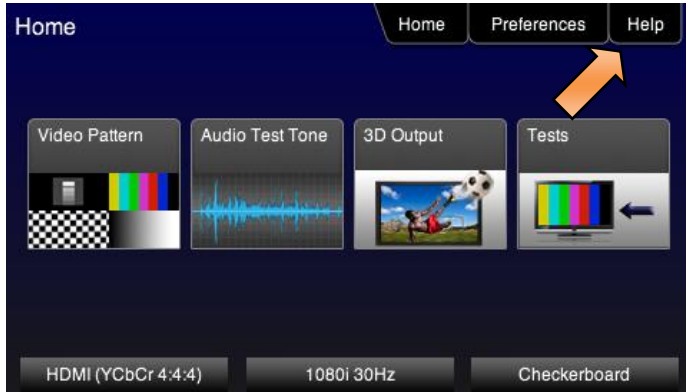 Home
Home
Preferences
Help
Video Pattern
Audio Test Tone
3D Output
Tests
HDMI (YCbCr 4:4:4)
1080i 30Hz
Checkerboard